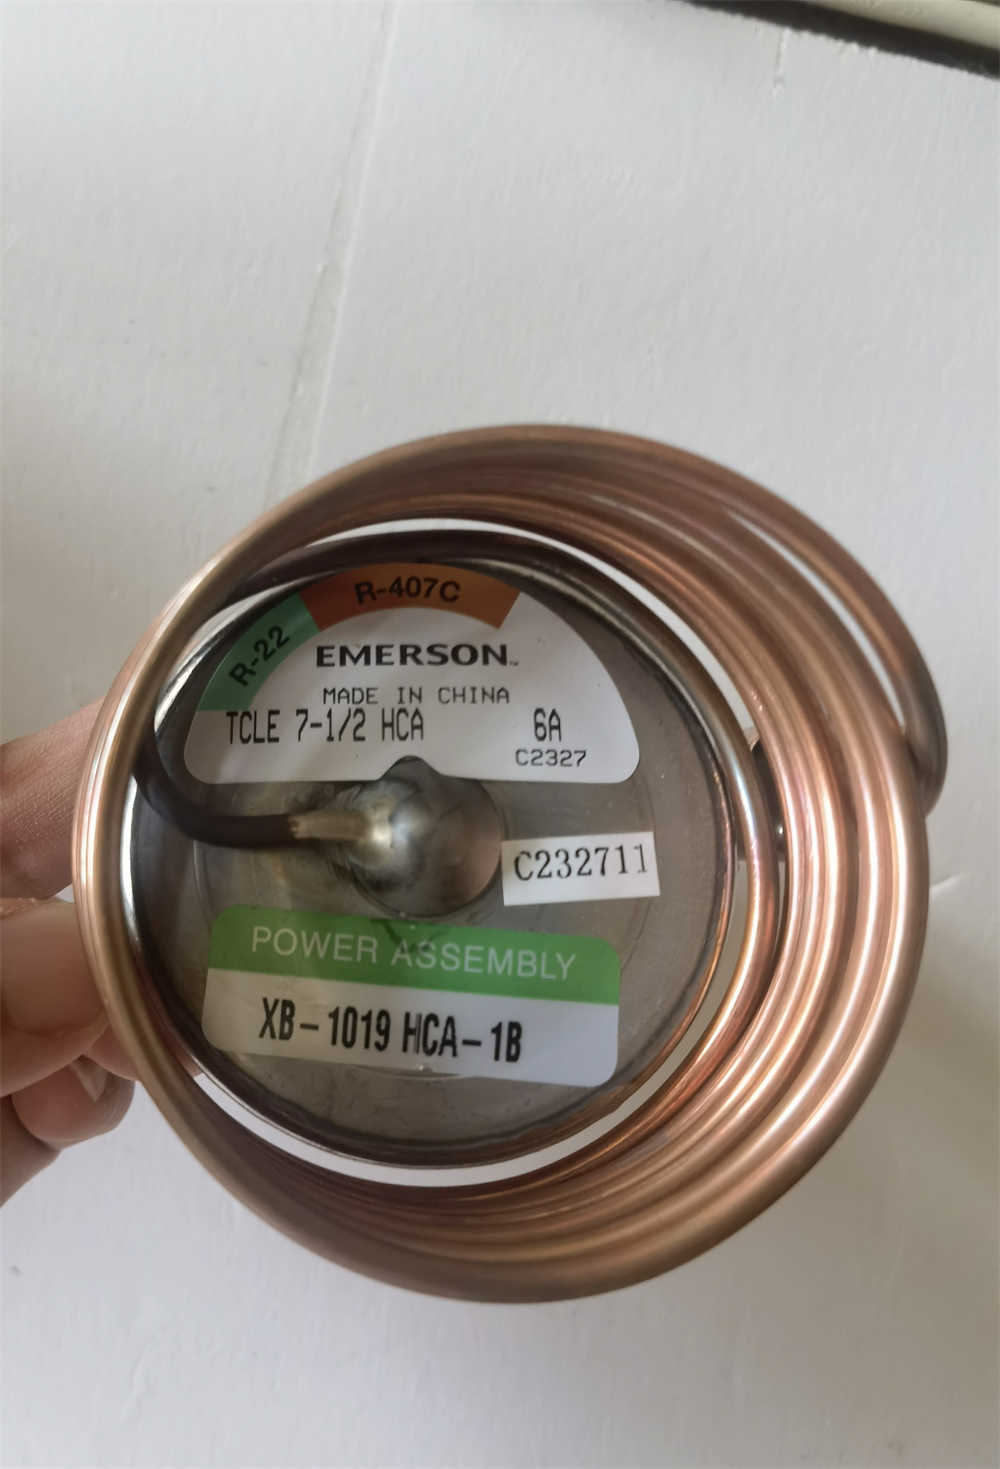 R-22
R-407C
EMERSON™
MADE IN CHINA
TCLE 7-1/2 HCA 6A
C2327
C232711
POWER ASSEMBLY
XB-1019 HCA-1B